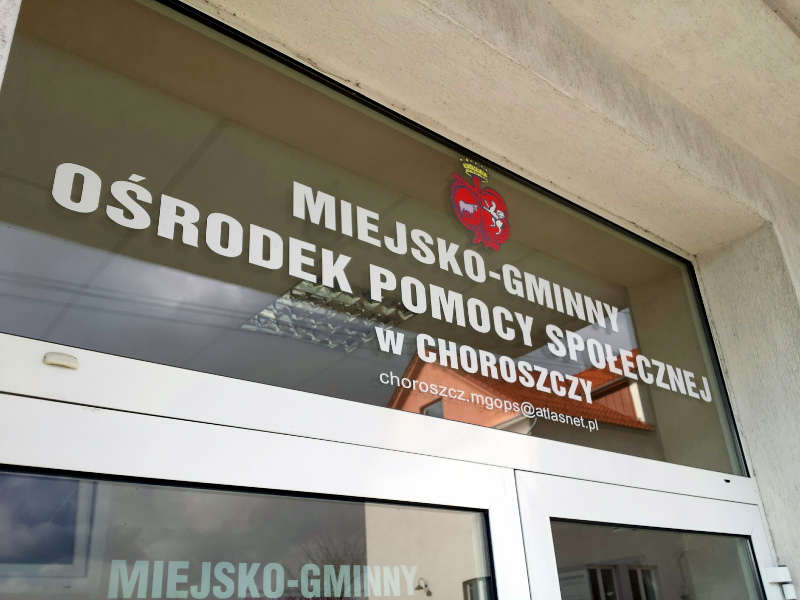 MIEJSKO-GMINNY
OŚRODEK POMOCY SPOŁECZNEJ
W CHOROSZCZY
choroszcz.mgops@atlasnet.pl
MIEJSKO-GMINNY